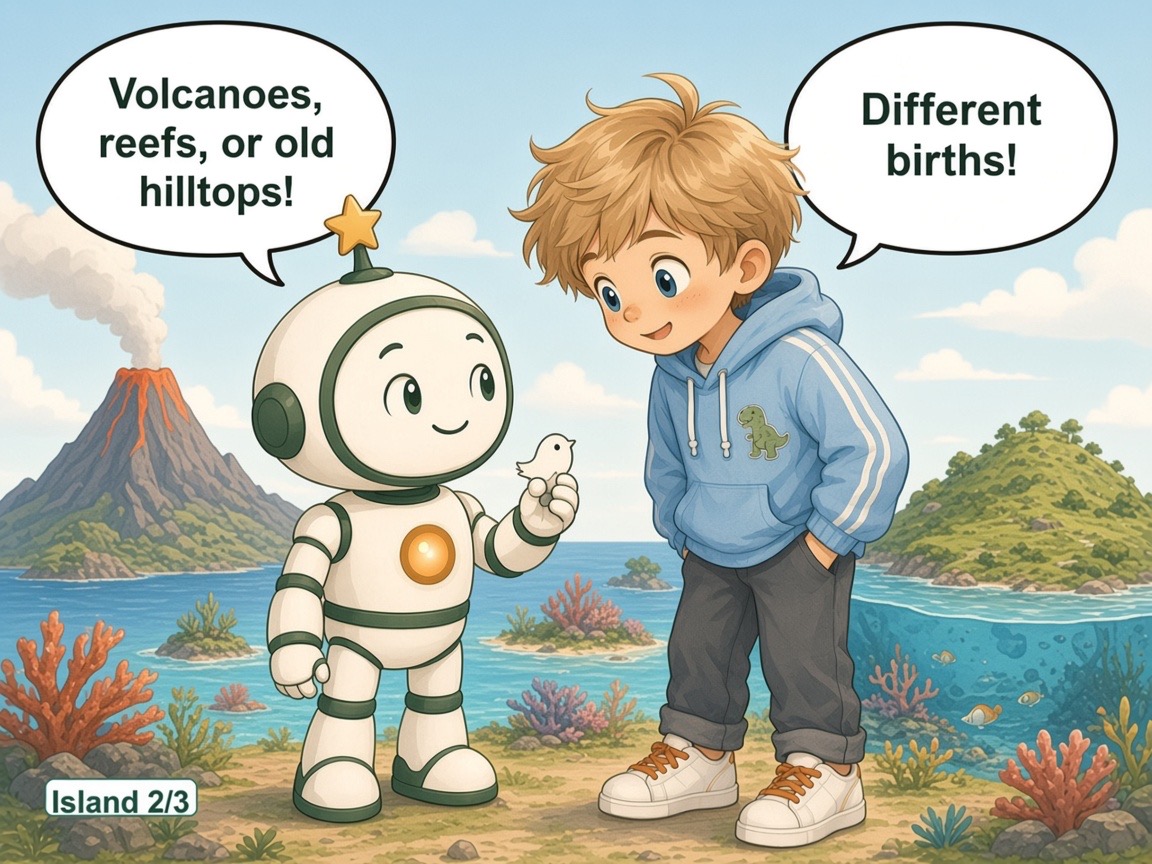 Volcanoes,
reefs, or old
hilltops!
Different
births!
Island 2/3